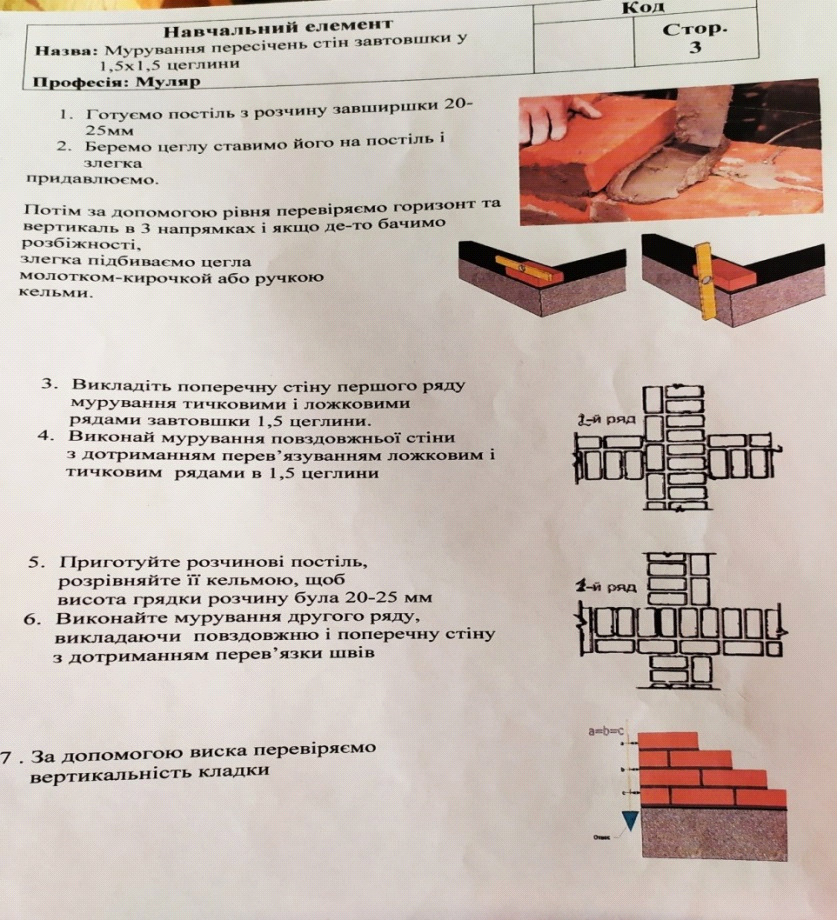 Навчальний елемент
Код
Назва: Мурування пересічень стін завтовшки у
1,5х1,5 цеглини
Стор.
3
Професія: Муляр
1. Готуємо постіль з розчину завширшки 20-
25мм
2. Беремо цеглу ставимо його на постіль і
злегка
придавлюємо.
Потім за допомогою рівня перевіряємо горизонт та
вертикаль в 3 напрямках і якщо де-то бачимо
розбіжності,
злегка підбиваємо цегла
молотком-кирочкой або ручкою
кельми.
3. Викладіть поперечну стіну першого ряду
мурування тичковими і ложковими
рядами завтовшки 1,5 цеглини.
4. Виконай мурування повздовжньої стіни
з дотриманням перев’язуванням ложковим і
тичковим рядами в 1,5 цеглини
-й ряд
5. Приготуйте розчинові постіль,
розрівняйте її кельмою, щоб
висота грядки розчину була 20-25 мм
6. Виконайте мурування другого ряду,
викладаючи повздовжню і поперечну стіну
з дотриманням перев’язки швів
-й ряд
7 . За допомогою виска перевіряємо
вертикальність кладки
a=b=c
a
b
c